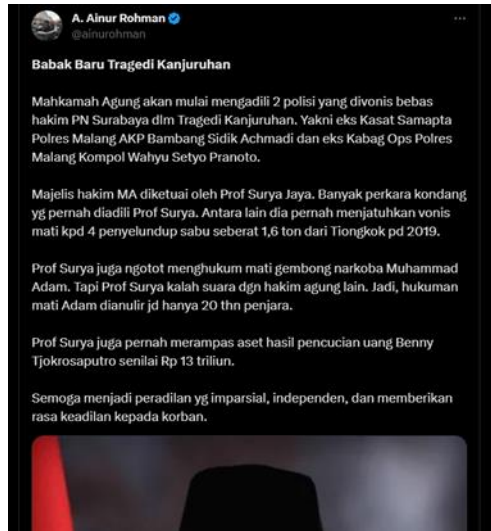 A. Ainur Rohman
@ainurohman
Babak Baru Tragedi Kanjuruhan
Mahkamah Agung akan mulai mengadili 2 polisi yang divonis bebas
hakim PN Surabaya dlm Tragedi Kanjuruhan. Yakni eks Kasat Samapta
Polres Malang AKP Bambang Sidik Achmadi dan eks Kabag Ops Polres
Malang Kompol Wahyu Setyo Pranoto.
Majelis hakim MA diketuai oleh Prof Surya Jaya. Banyak perkara kondang
yg pernah diadili Prof Surya. Antara lain dia pernah menjatuhkan vonis
mati kpd 4 penyelundup sabu seberat 1,6 ton dari Tiongkok pd 2019.
Prof Surya juga ngotot menghukum mati gembong narkoba Muhammad
Adam. Tapi Prof Surya kalah suara dgn hakim agung lain. Jadi, hukuman
mati Adam dianulir jd hanya 20 thn penjara.
Prof Surya juga pernah merampas aset hasil pencucian uang Benny
Tjokrosaputro senilai Rp 13 triliun.
Semoga menjadi peradilan yg imparsial, independen, dan memberikan
rasa keadilan kepada korban.